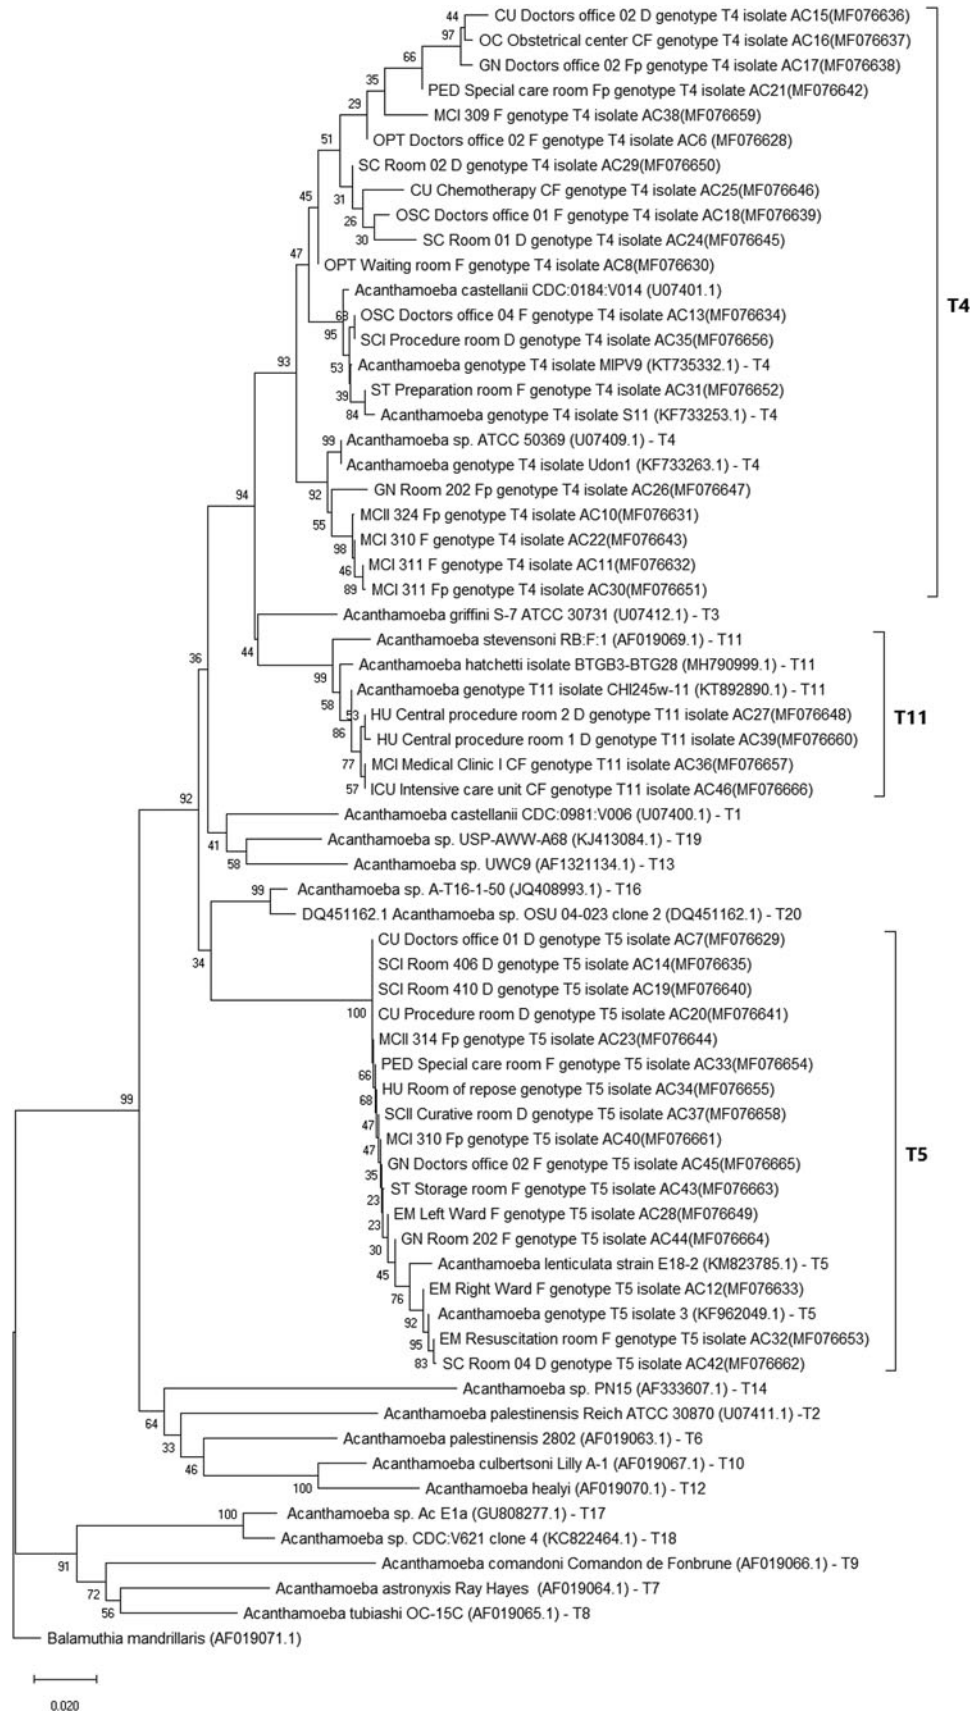 44
CU Doctors office 02 D genotype T4 isolate AC15(MF076636)
97
OC Obstetrical center CF genotype T4 isolate AC16(MF076637)
66
GN Doctors office 02 Fp genotype T4 isolate AC17(MF076638)
35
PED Special care room Fp genotype T4 isolate AC21(MF076642)
29
MCI 309 F genotype T4 isolate AC38(MF076659)
51
OPT Doctors office 02 F genotype T4 isolate AC6 (MF076628)
SC Room 02 D genotype T4 isolate AC29(MF076650)
45
31
CU Chemotherapy CF genotype T4 isolate AC25(MF076646)
26
OSC Doctors office 01 F genotype T4 isolate AC18(MF076639)
30
SC Room 01 D genotype T4 isolate AC24(MF076645)
47
OPT Waiting room F genotype T4 isolate AC8(MF076630)
Acanthamoeba castellanii CDC:0184:V014 (U07401.1)
T4
68
OSC Doctors office 04 F genotype T4 isolate AC13(MF076634)
95
SCI Procedure room D genotype T4 isolate AC35(MF076656)
93
53
Acanthamoeba genotype T4 isolate MIPV9 (KT735332.1) - T4
39
ST Preparation room F genotype T4 isolate AC31(MF076652)
84
Acanthamoeba genotype T4 isolate S11 (KF733253.1) - T4
99
Acanthamoeba sp. ATCC 50369 (U07409.1) - T4
Acanthamoeba genotype T4 isolate Udon1 (KF733263.1) - T4
94
92
GN Room 202 Fp genotype T4 isolate AC26(MF076647)
55
MCII 324 Fp genotype T4 isolate AC10(MF076631)
98
MCI 310 F genotype T4 isolate AC22(MF076643)
46
MCI 311 F genotype T4 isolate AC11(MF076632)
89
MCI 311 Fp genotype T4 isolate AC30(MF076651)
Acanthamoeba griffini S-7 ATCC 30731 (U07412.1) - T3
44
Acanthamoeba stevensoni RB:F:1 (AF019069.1) - T11
36
99
Acanthamoeba hatchetti isolate BTGB3-BTG28 (MH790999.1) - T11
58
Acanthamoeba genotype T11 isolate CHI245w-11 (KT892890.1) - T11
53
HU Central procedure room 2 D genotype T11 isolate AC27(MF076648)
T11
86
HU Central procedure room 1 D genotype T11 isolate AC39(MF076660)
77
MCI Medical Clinic I CF genotype T11 isolate AC36(MF076657)
57
ICU Intensive care unit CF genotype T11 isolate AC46(MF076666)
92
Acanthamoeba castellanii CDC:0981:V006 (U07400.1) - T1
41
Acanthamoeba sp. USP-AWW-A68 (KJ413084.1) - T19
58
Acanthamoeba sp. UWC9 (AF1321134.1) - T13
99
Acanthamoeba sp. A-T16-1-50 (JQ408993.1) - T16
DQ451162.1 Acanthamoeba sp. OSU 04-023 clone 2 (DQ451162.1) - T20
CU Doctors office 01 D genotype T5 isolate AC7(MF076629)
34
SCI Room 406 D genotype T5 isolate AC14(MF076635)
SCI Room 410 D genotype T5 isolate AC19(MF076640)
100
CU Procedure room D genotype T5 isolate AC20(MF076641)
MCII 314 Fp genotype T5 isolate AC23(MF076644)
PED Special care room F genotype T5 isolate AC33(MF076654)
66
HU Room of repose genotype T5 isolate AC34(MF076655)
99
68
SCII Curative room D genotype T5 isolate AC37(MF076658)
47
MCI 310 Fp genotype T5 isolate AC40(MF076661)
T5
47
GN Doctors office 02 F genotype T5 isolate AC45(MF076665)
35
ST Storage room F genotype T5 isolate AC43(MF076663)
23
EM Left Ward F genotype T5 isolate AC28(MF076649)
23
GN Room 202 F genotype T5 isolate AC44(MF076664)
30
Acanthamoeba lenticulata strain E18-2 (KM823785.1) - T5
45
EM Right Ward F genotype T5 isolate AC12(MF076633)
76
Acanthamoeba genotype T5 isolate 3 (KF962049.1) - T5
92
EM Resuscitation room F genotype T5 isolate AC32(MF076653)
95
SC Room 04 D genotype T5 isolate AC42(MF076662)
83
Acanthamoeba sp. PN15 (AF333607.1) - T14
64
Acanthamoeba palestinensis Reich ATCC 30870 (U07411.1) -T2
33
Acanthamoeba palestinensis 2802 (AF019063.1) - T6
46
Acanthamoeba culbertsoni Lilly A-1 (AF019067.1) - T10
100
Acanthamoeba healyi (AF019070.1) - T12
100
Acanthamoeba sp. Ac E1a (GU808277.1) - T17
Acanthamoeba sp. CDC:V621 clone 4 (KC822464.1) - T18
91
Acanthamoeba comandoni Comandon de Fonbrune (AF019066.1) - T9
72
Acanthamoeba astronyxis Ray Hayes (AF019064.1) - T7
56
Acanthamoeba tubiashi OC-15C (AF019065.1) - T8
Balamuthia mandrillaris (AF019071.1)
0.020